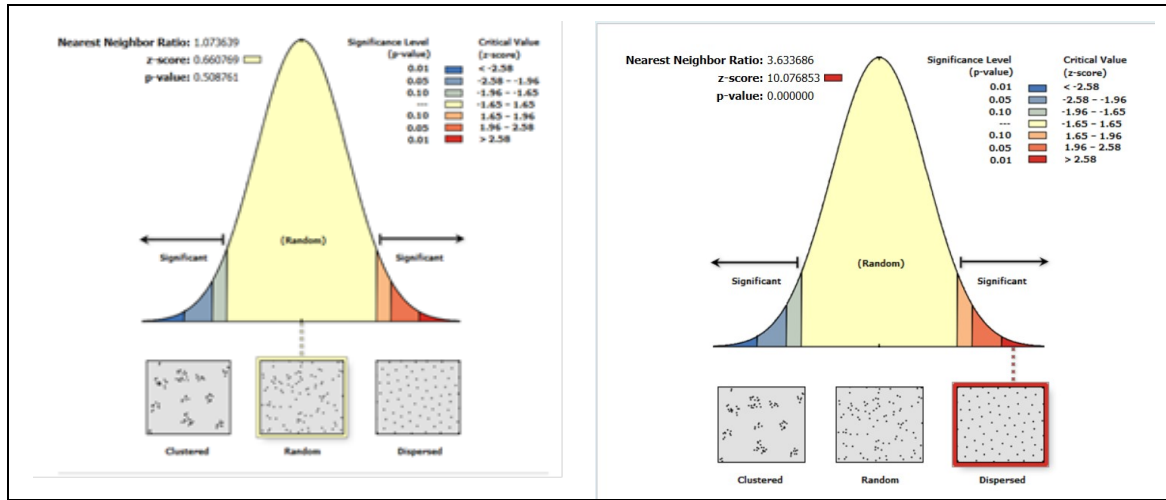 Nearest Neighbor Ratio: 1.073639
z-score: 0.660769
p-value: 0.508761
Significance Level
(p-value)
Critical Value
(z-score)
0.01 < -2.58
0.05 -2.58 - -1.96
0.10 -1.96 - -1.65
--- -1.65 - 1.65
0.10 1.65 - 1.96
0.05 1.96 - 2.58
0.01 > 2.58
(Random)
Significant
Significant
Clustered
Random
Dispersed
Nearest Neighbor Ratio: 3.633686
z-score: 10.076853
p-value: 0.000000
Significance Level
(p-value)
Critical Value
(z-score)
0.01 < -2.58
0.05 -2.58 - -1.96
0.10 -1.96 - -1.65
--- -1.65 - 1.65
0.10 1.65 - 1.96
0.05 1.96 - 2.58
0.01 > 2.58
(Random)
Significant
Significant
Clustered
Random
Dispersed